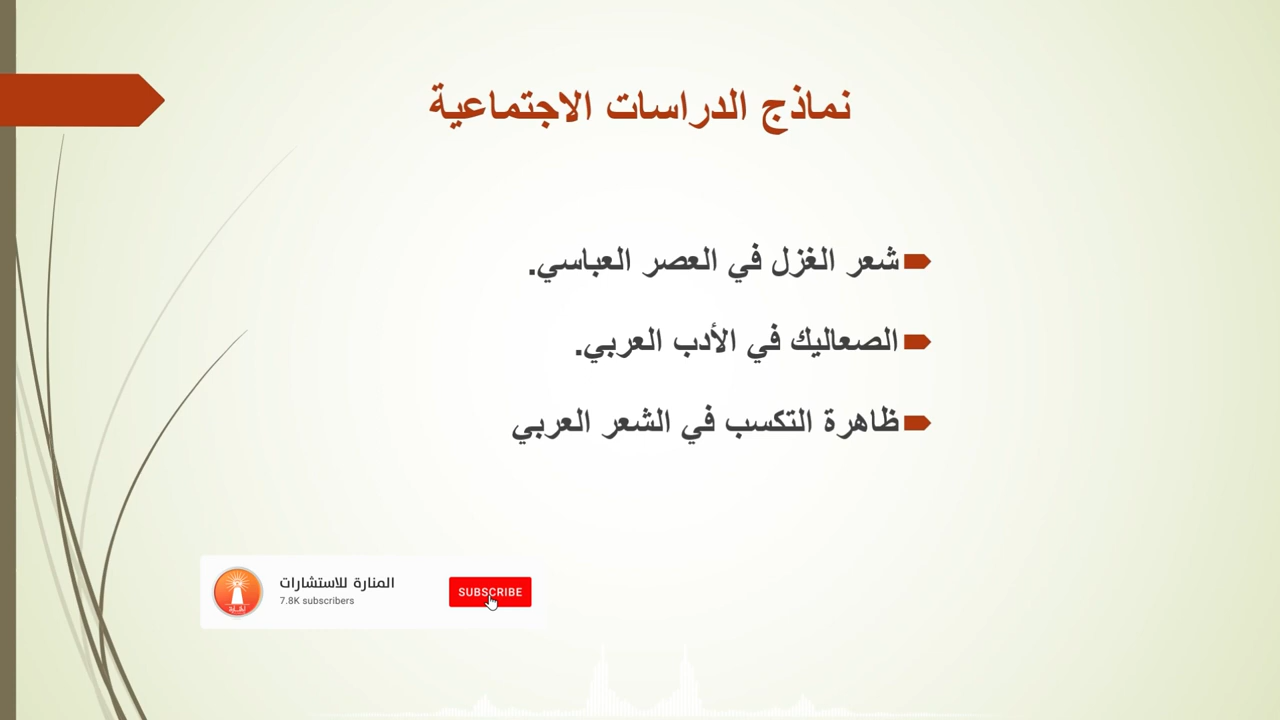 نماذج الدراسات الاجتماعية
شعر الغزل في العصر العباسي.
الصعاليك في الأدب العربي.
ظاهرة التكسب في الشعر العربي
المنارة للاستشارات
7.8K subscribers
SUBSCRIBE